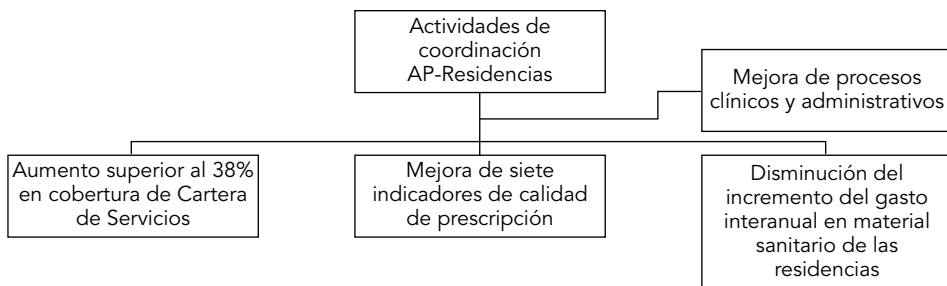 Actividades de
coordinación
AP-Residencias
Mejora de procesos
clínicos y administrativos
Aumento superior al 38%
en cobertura de Cartera
de Servicios
Mejora de siete
indicadores de calidad
de prescripción
Disminución del
incremento del gasto
interanual en material
sanitario de las
residencias